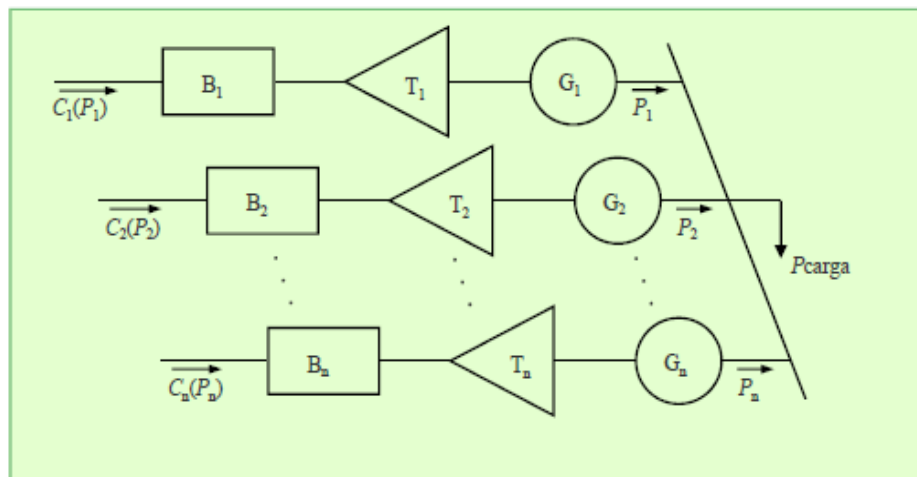 B₁ T₁ G₁
C₁(P₁) P₁
B₂ T₂ G₂
C₂(P₂) P₂
Pcarga
Bₙ Tₙ Gₙ
Cₙ(Pₙ) Pₙ